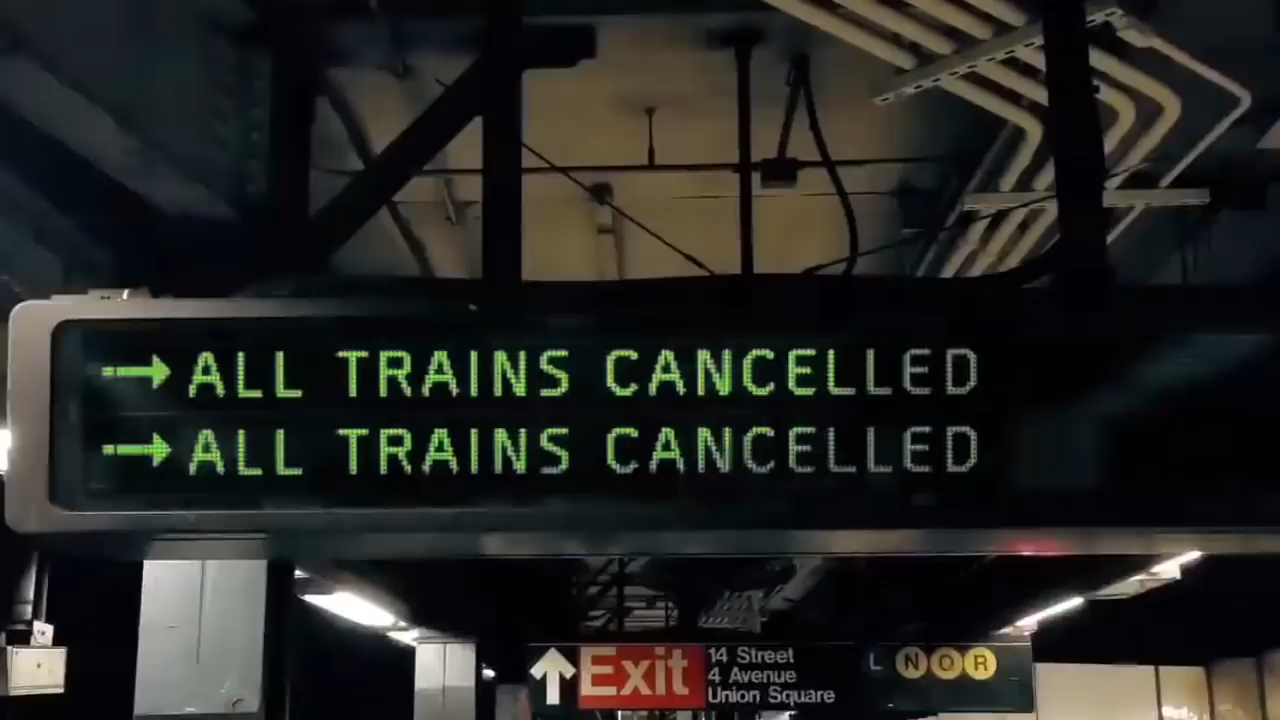 → ALL TRAINS CANCELLED
→ ALL TRAINS CANCELLED
↑ Exit
14 Street
4 Avenue
Union Square
L N Q R